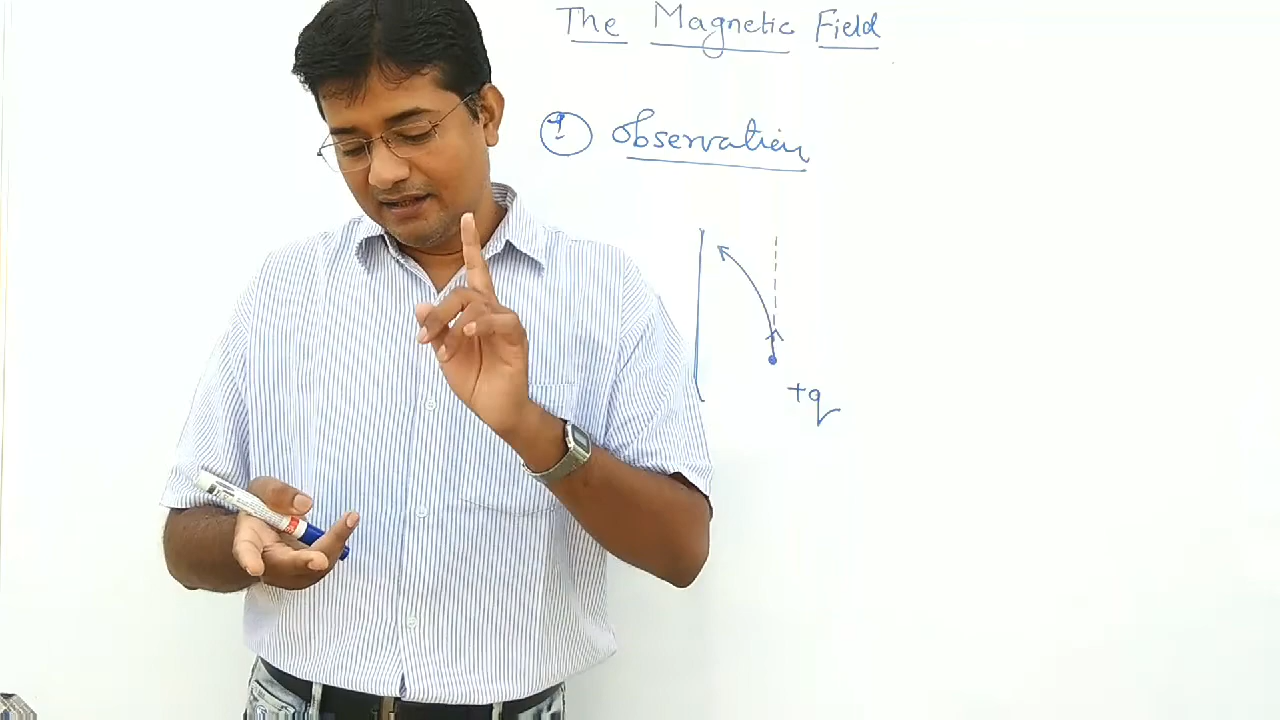 The Magnetic Field
1 Observation
+q